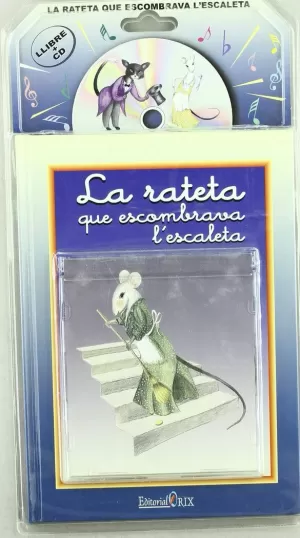 LA RATETA QUE ESCOMBRAVA L'ESCALETA
LLIBRE + CD
La rateta
que escombrava
l'escaleta
Editorial ORIX